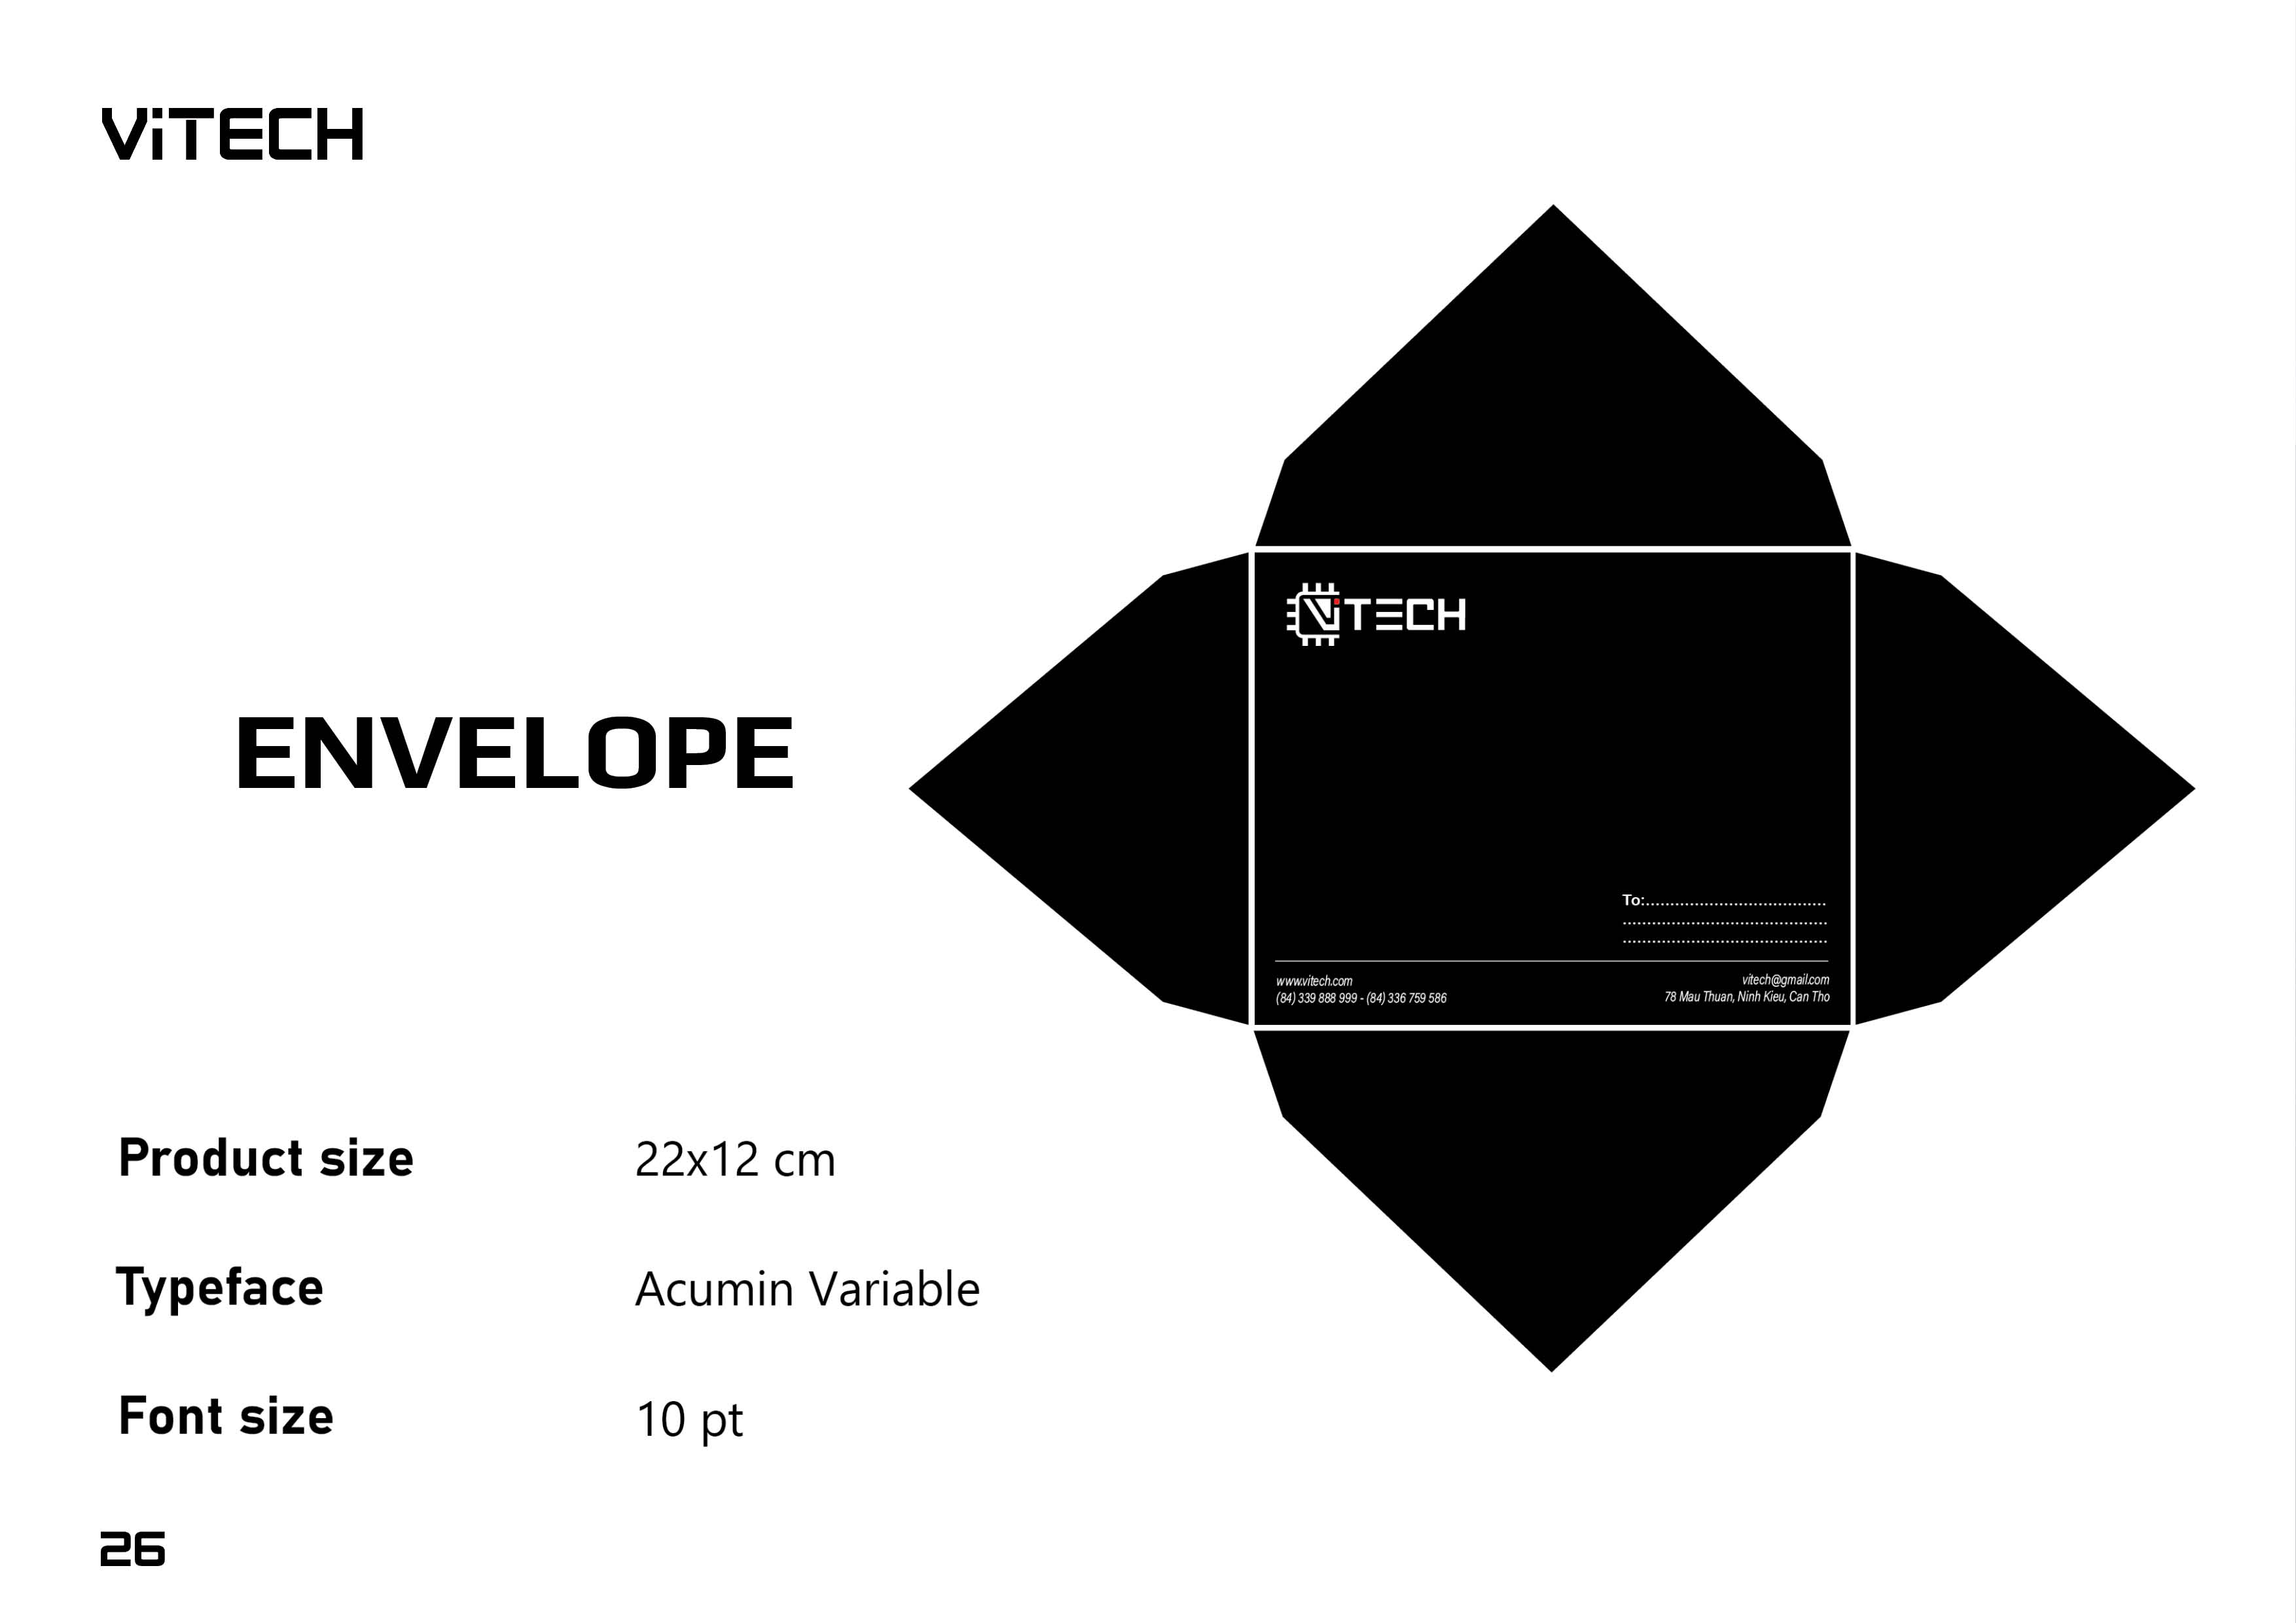 ViTECH
ViTECH
ENVELOPE
To:.....................................
..........................................
..........................................
www.vitech.com
(84) 339 888 999 - (84) 336 759 586
vitech@gmail.com
78 Mau Thuan, Ninh Kieu, Can Tho
Product size 22x12 cm
Typeface Acumin Variable
Font size 10 pt
26